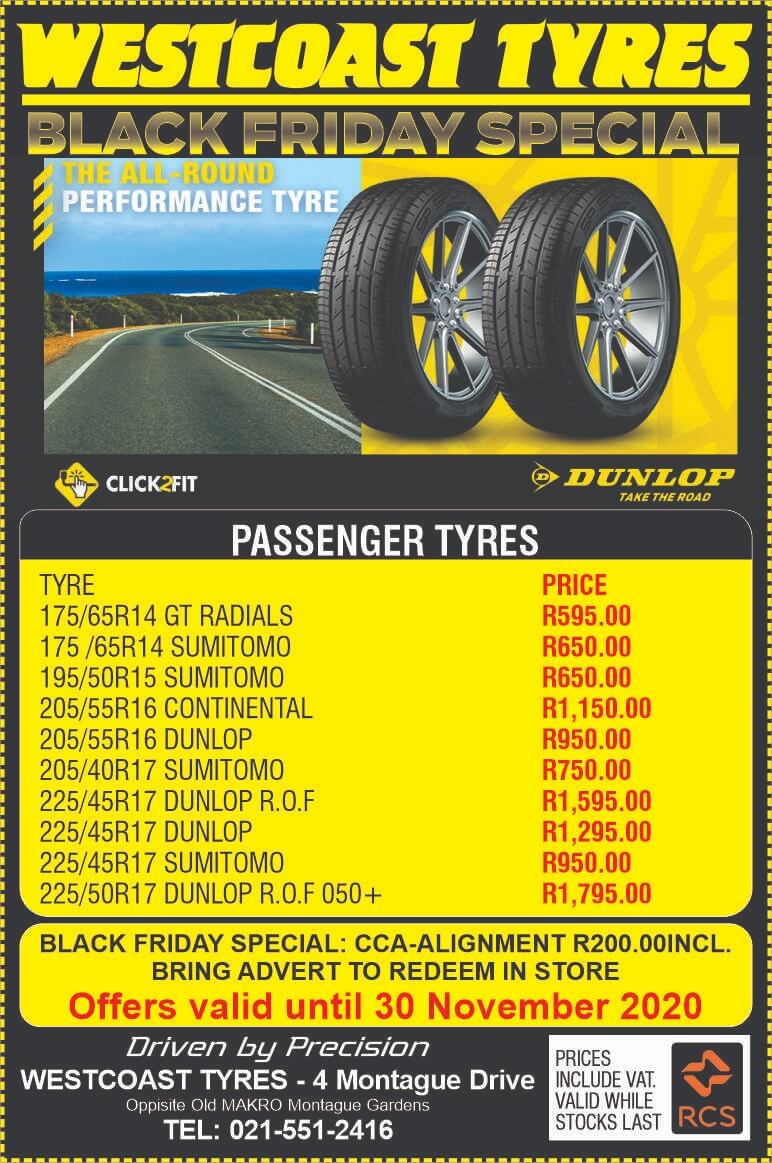 WESTCOAST TYRES
BLACK FRIDAY SPECIAL
THE ALL-ROUND
PERFORMANCE TYRE
CLICK2FIT
D DUNLOP
TAKE THE ROAD
PASSENGER TYRES
TYRE PRICE
175/65R14 GT RADIALS R595.00
175 /65R14 SUMITOMO R650.00
195/50R15 SUMITOMO R650.00
205/55R16 CONTINENTAL R1,150.00
205/55R16 DUNLOP R950.00
205/40R17 SUMITOMO R750.00
225/45R17 DUNLOP R.O.F R1,595.00
225/45R17 DUNLOP R1,295.00
225/45R17 SUMITOMO R950.00
225/50R17 DUNLOP R.O.F 050+ R1,795.00
BLACK FRIDAY SPECIAL: CCA-ALIGNMENT R200.00INCL.
BRING ADVERT TO REDEEM IN STORE
Offers valid until 30 November 2020
Driven by Precision
WESTCOAST TYRES - 4 Montague Drive
Oppisite Old MAKRO Montague Gardens
TEL: 021-551-2416
PRICES
INCLUDE VAT.
VALID WHILE
STOCKS LAST
RCS